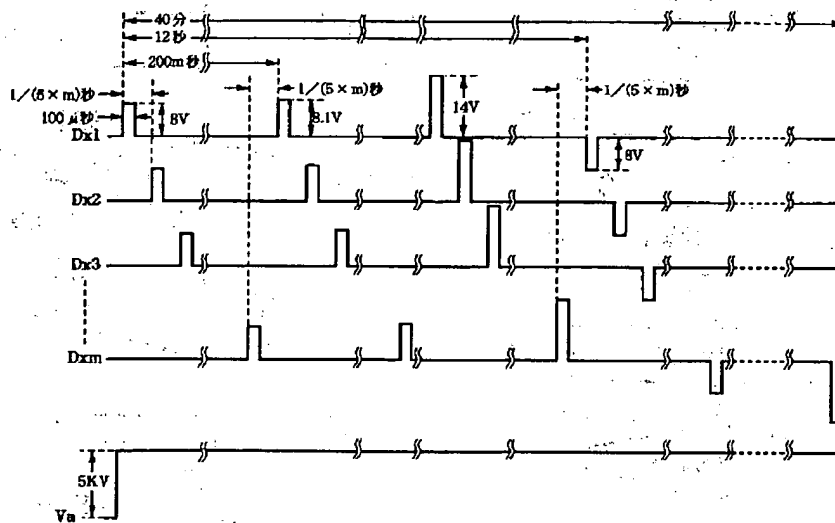 40分
12秒
200m秒
1/(5×m)秒
1/(5×m)秒
1/(5×m)秒
100μ秒
8V
8.1V
14V
Dx1
8V
Dx2
Dx3
Dxm
5KV
Va